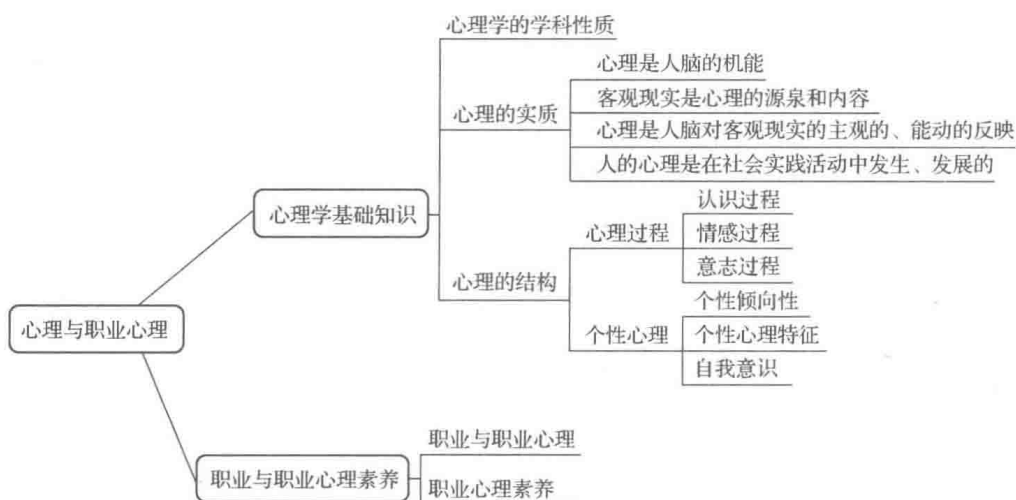 心理学的学科性质
心理是人脑的机能
客观现实是心理的源泉和内容
心理的实质
心理是人脑对客观现实的主观的、能动的反映
人的心理是在社会实践活动中发生、发展的
心理学基础知识
认识过程
心理过程
情感过程
意志过程
心理的结构
个性倾向性
个性心理
个性心理特征
自我意识
心理与职业心理
职业与职业心理
职业与职业心理素养
职业心理素养